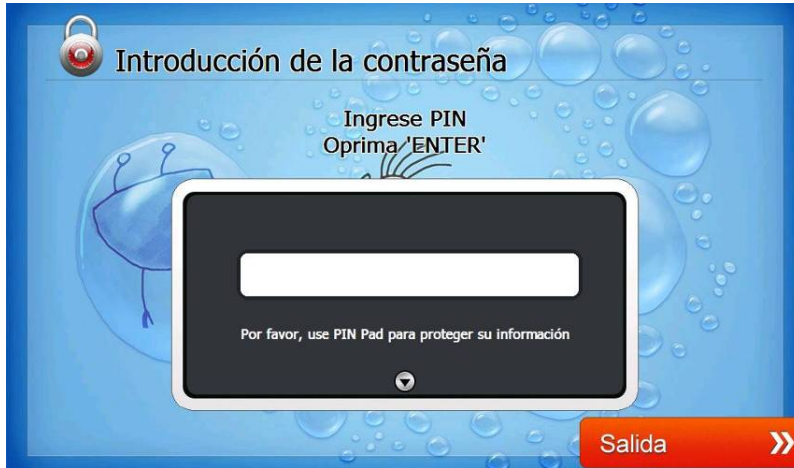 Introducción de la contraseña
Ingrese PIN
Oprima 'ENTER'
Por favor, use PIN Pad para proteger su información
Salida